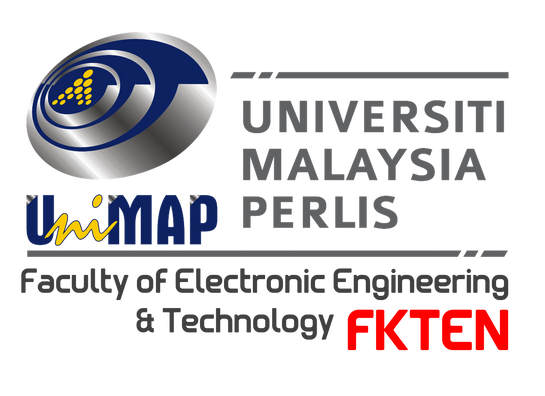 UNIVERSITI
MALAYSIA
PERLIS
UniMAP
Faculty of Electronic Engineering
& Technology FKTEN